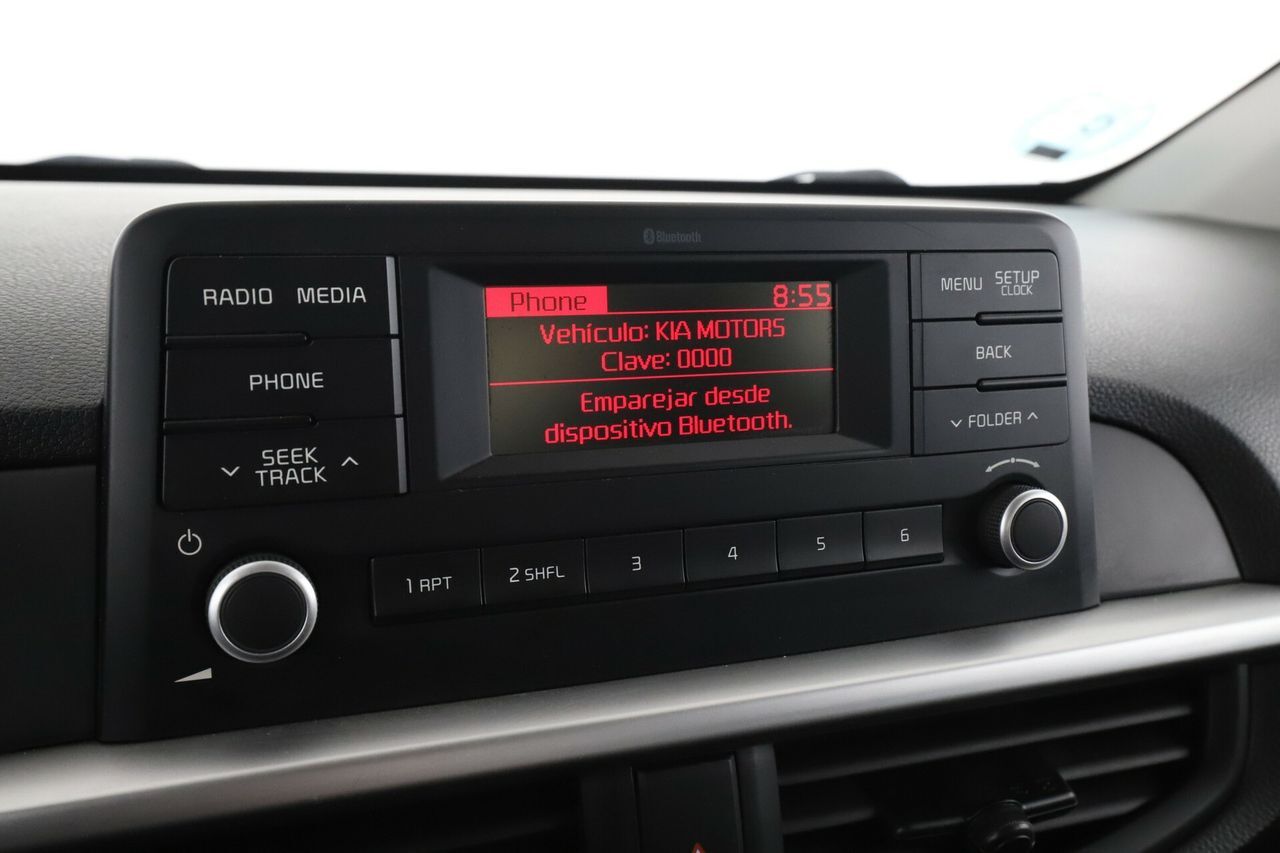 Bluetooth
RADIO MEDIA
PHONE
SEEK
TRACK
Phone 8:55
Vehículo: KIA MOTORS
Clave: 0000
Emparejar desde
dispositivo Bluetooth.
MENU SETUP
CLOCK
BACK
FOLDER
1 RPT 2 SHFL 3 4 5 6